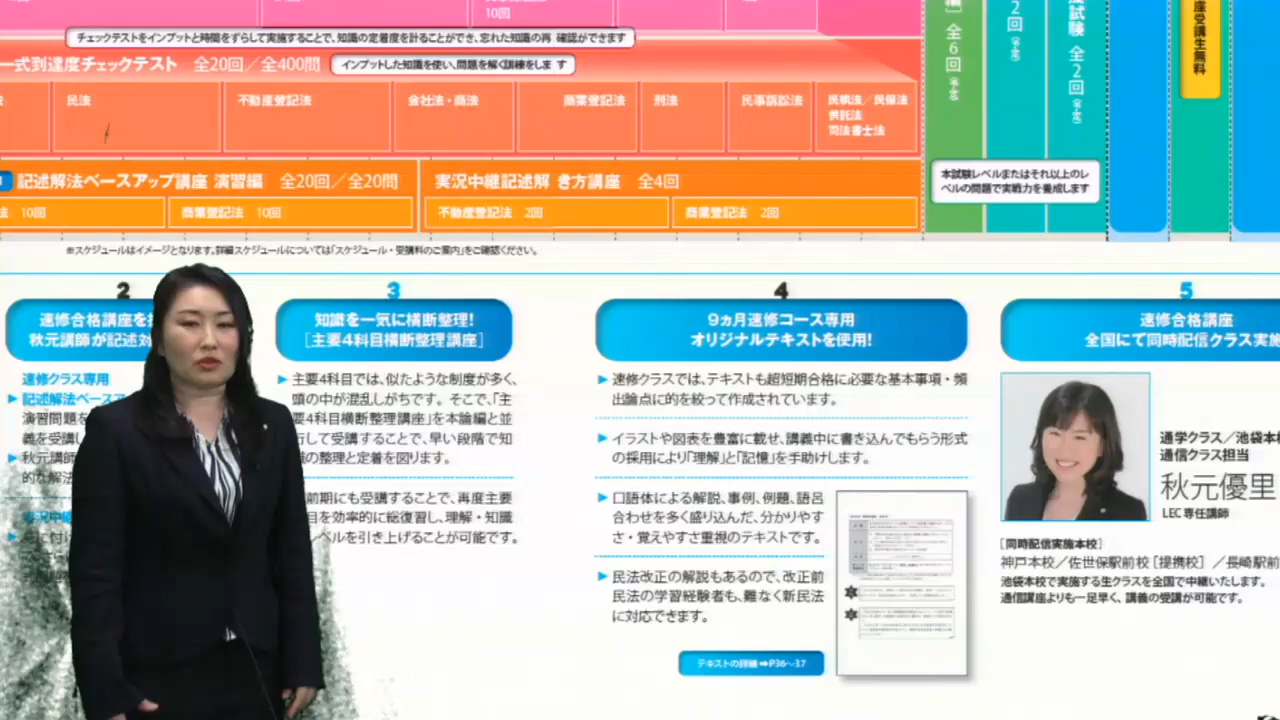 10回
チェックテストをインプットと時間をずらして実施することで、知識の定着度を計ることができ、忘れた知識の再 確認ができます
一式到達度チェックテスト 全20回／全400問
インプットした知識を使い、問題を解く訓練をしま す
民法
不動産登記法
会社法・商法
商業登記法
刑法
民事訴訟法
民執法／民保法
供託法
司法書士法
記述解法ベースアップ講座 演習編 全20回／全20問
法 10回
商業登記法 10回
実況中継記述解 き方講座 全4回
不動産登記法 2回
商業登記法 2回
全6回(予定)
2回(予定)
試験 全2回(予定)
座受講生無料
本試験レベルまたはそれ以上のレ
ベルの問題で実戦力を養成します
※スケジュールはイメージとなります。詳細スケジュールについては「スケジュール・受講料のご案内」をご確認ください。
2
速修合格講座を
秋元講師が記述対
速修クラス専用
▶記述解法ベースア
演習問題を
義を受講し
▶秋元講師
的な解法
3
知識を一気に横断整理!
[主要4科目横断整理講座]
▶主要4科目では、似たような制度が多く、
頭の中が混乱しがちです。そこで、「主
要4科目横断整理講座」を本論編と並
行して受講することで、早い段階で知
識の整理と定着を図ります。
前期にも受講することで、再度主要
目を効率的に総復習し、理解・知識
レベルを引き上げることが可能です。
4
9ヵ月速修コース専用
オリジナルテキストを使用!
▶速修クラスでは、テキストも超短期合格に必要な基本事項・頻
出論点に的を絞って作成されています。
▶イラストや図表を豊富に載せ、講義中に書き込んでもらう形式
の採用により「理解」と「記憶」を手助けします。
▶口語体による解説、事例、例題、語呂
合わせを多く盛り込んだ、分かりやす
さ・覚えやすさ重視のテキストです。
▶民法改正の解説もあるので、改正前
民法の学習経験者も、難なく新民法
に対応できます。
テキストの詳細➡P36〜37
5
速修合格講座
全国にて同時配信クラス実施
通学クラス／池袋本
通信クラス担当
秋元優里
LEC専任講師
[同時配信実施本校]
神戸本校／佐世保駅前校[提携校]／長崎駅前
池袋本校で実施する生クラスを全国で中継いたします。
通信講座よりも一足早く、講義の受講が可能です。